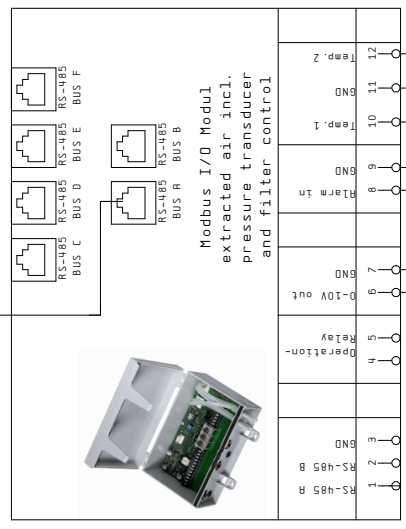 RS-485
BUS F
RS-485
BUS E
RS-485
BUS D
RS-485
BUS C
RS-485
BUS B
RS-485
BUS A
Modbus I/O Modul
extracted air incl.
pressure transducer
and filter control
Temp.2
12
GND
11
Temp.1
10
GND
9
Alarm in
8
GND
7
0-10V out
6
Operation-
Relay
5
4
GND
3
RS-485 B
2
RS-485 A
1